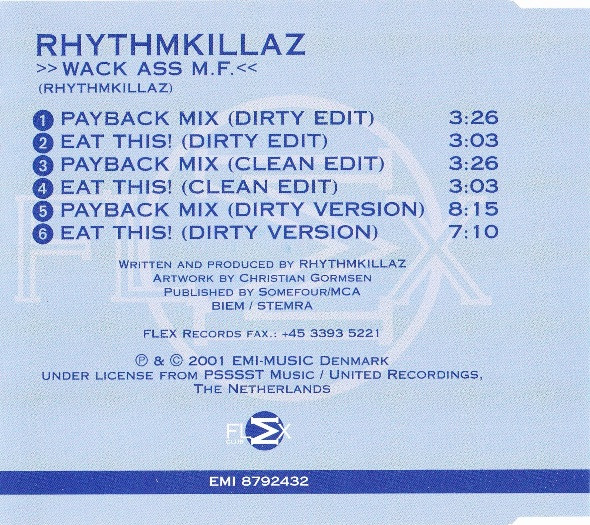 RHYTHMKILLAZ
>> WACK ASS M.F.<<
(RHYTHMKILLAZ)
1 PAYBACK MIX (DIRTY EDIT) 3:26
2 EAT THIS! (DIRTY EDIT) 3:03
3 PAYBACK MIX (CLEAN EDIT) 3:26
4 EAT THIS! (CLEAN EDIT) 3:03
5 PAYBACK MIX (DIRTY VERSION) 8:15
6 EAT THIS! (DIRTY VERSION) 7:10
FLEX
WRITTEN AND PRODUCED BY RHYTHMKILLAZ
ARTWORK BY CHRISTIAN GORMSEN
PUBLISHED BY SOMEFOUR/MCA
BIEM / STEMRA
FLEX RECORDS FAX.: +45 3393 5221
℗ & © 2001 EMI-MUSIC DENMARK
UNDER LICENSE FROM PSSSST MUSIC / UNITED RECORDINGS,
THE NETHERLANDS
FLEX
CLUB
EMI 8792432